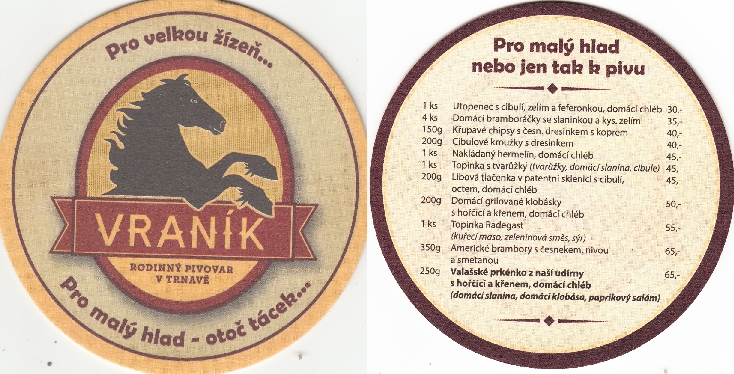 Pro velkou žízeň...
VRANÍK
RODINNÝ PIVOVAR
V TRNAVĚ
Pro malý hlad - otoč tácek...
Pro malý hlad
nebo jen tak k pivu
1 ks Utopenec s cibulí, zelím a feferonkou, domácí chléb 30,-
4 ks Domácí bramboráčky se slaninkou a kys, zelím 35,-
150g Křupavé chipsy s česn, dresinkem s koprem 40,-
200g Cibulové kroužky s dresinkem 40,-
1 ks Nakládaný hermelín, domácí chléb 45,-
1 ks Topinka s tvarůžky (tvarůžky, domácí slanina, cibule) 45,
200g Libová tlačenka v patentní sklenici s cibulí, 45,
octem, domácí chléb
200g Domácí grilované klobásky 50,-
s hořčicí a křenem, domácí chléb
1 ks Topinka Radegast 55,-
(kuřecí maso, zeleninová směs, sýr)
350g Americké brambory s česnekem, nivou 65,-
a smetanou
250g Valašské prkénko z naší udírny 65,-
s hořčicí a křenem, domácí chléb
(domácí slanina, domácí klobása, paprikový salám)